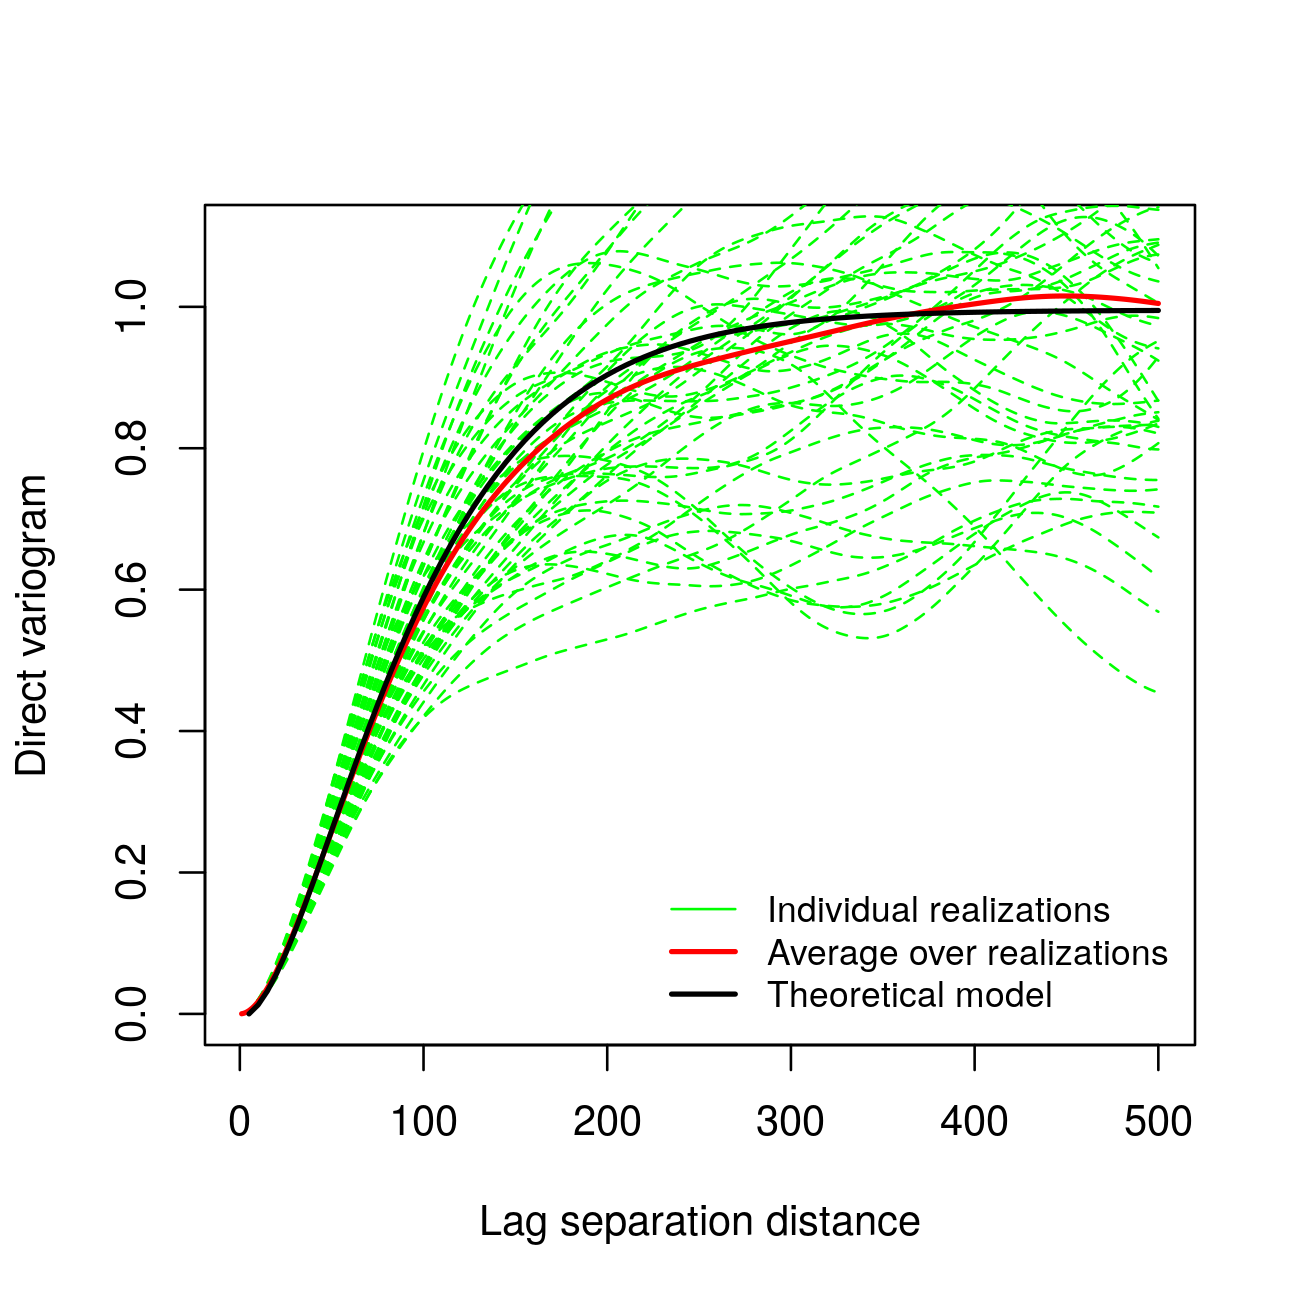 Direct variogram
1.0
0.8
0.6
0.4
0.2
0.0
Individual realizations
Average over realizations
Theoretical model
0 100 200 300 400 500
Lag separation distance